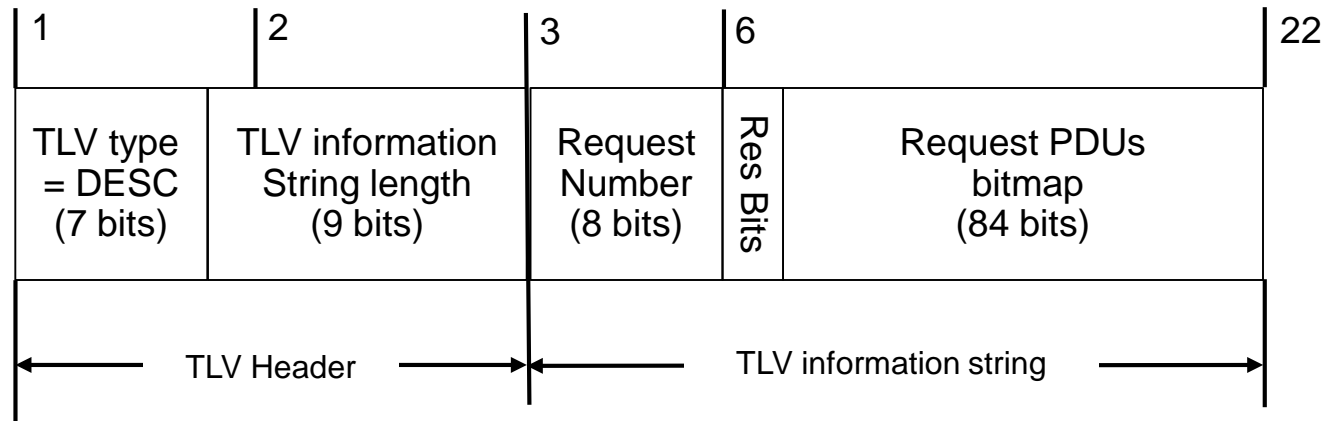 1 2 3 6 22
TLV type
= DESC
(7 bits)
TLV information
String length
(9 bits)
Request
Number
(8 bits)
Res Bits
Request PDUs
bitmap
(84 bits)
TLV Header
TLV information string